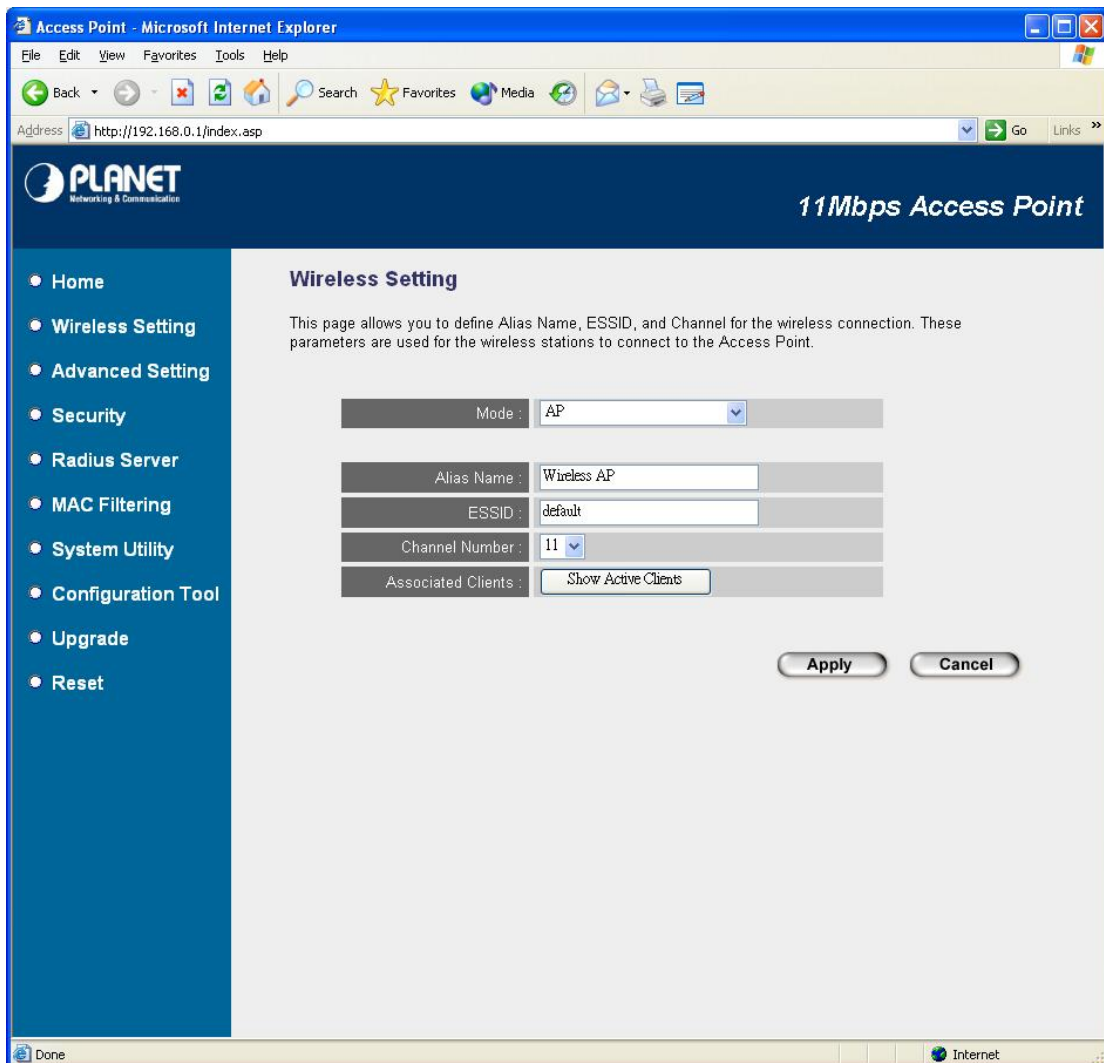 Access Point - Microsoft Internet Explorer
File Edit View Favorites Tools Help
Back Search Favorites Media
Address http://192.168.0.1/index.asp Go Links »
PLANET
Networking & Communication
11Mbps Access Point
Home
Wireless Setting
Advanced Setting
Security
Radius Server
MAC Filtering
System Utility
Configuration Tool
Upgrade
Reset
Wireless Setting
This page allows you to define Alias Name, ESSID, and Channel for the wireless connection. These
parameters are used for the wireless stations to connect to the Access Point.
Mode : AP
Alias Name : Wireless AP
ESSID : default
Channel Number : 11
Associated Clients : Show Active Clients
Apply Cancel
Done Internet